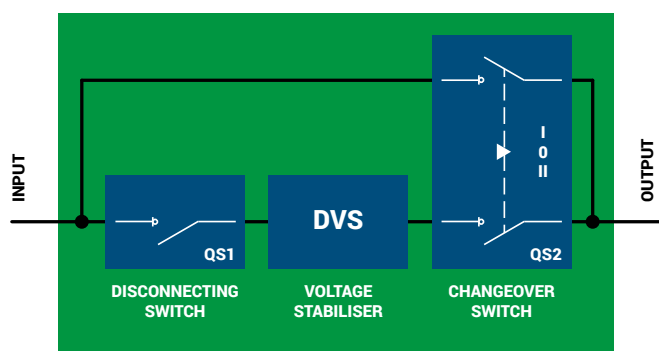 INPUT
I
0
II
OUTPUT
DVS
QS1
QS2
DISCONNECTING
SWITCH
VOLTAGE
STABILISER
CHANGEOVER
SWITCH